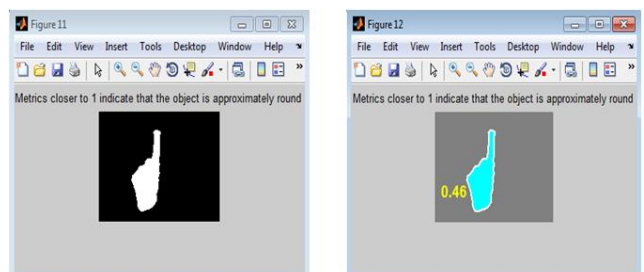 Figure 11
File Edit View Insert Tools Desktop Window Help
Metrics closer to 1 indicate that the object is approximately round
Figure 12
File Edit View Insert Tools Desktop Window Help
Metrics closer to 1 indicate that the object is approximately round
0.46